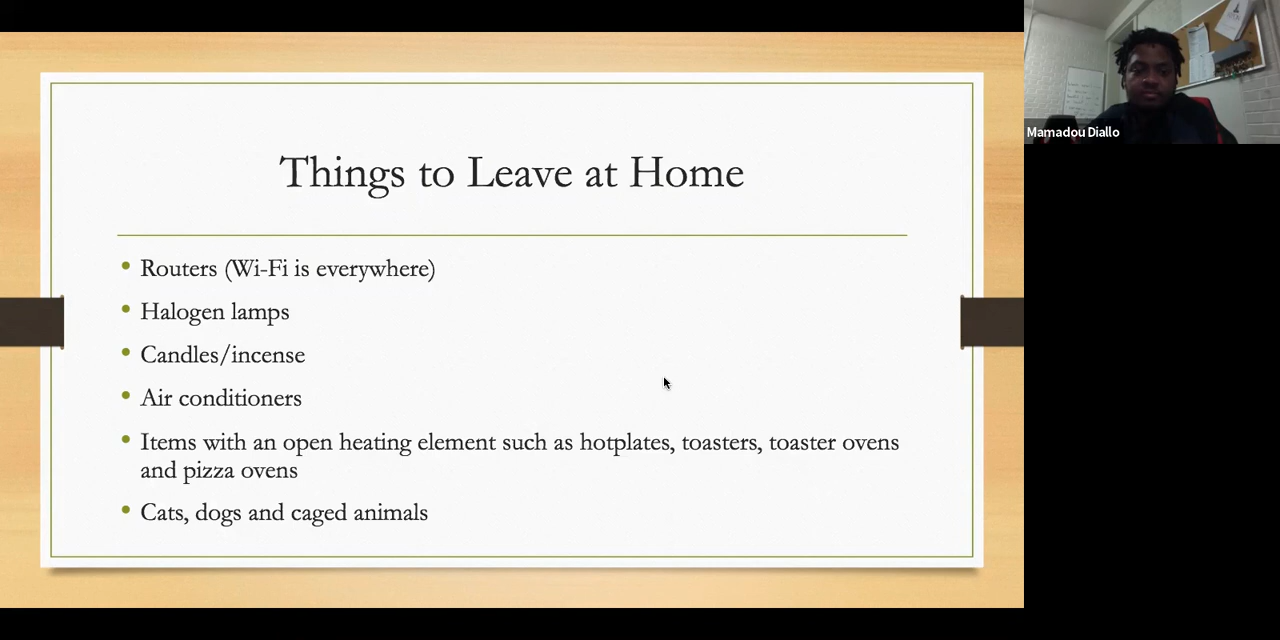 Things to Leave at Home
Routers (Wi-Fi is everywhere)
Halogen lamps
Candles/incense
Air conditioners
Items with an open heating element such as hotplates, toasters, toaster ovens
and pizza ovens
Cats, dogs and caged animals
Mamadou Diallo